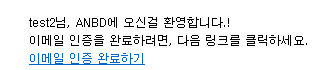 test2님, ANBD에 오신걸 환영합니다.!
이메일 인증을 완료하려면, 다음 링크를 클릭하세요.
이메일 인증 완료하기